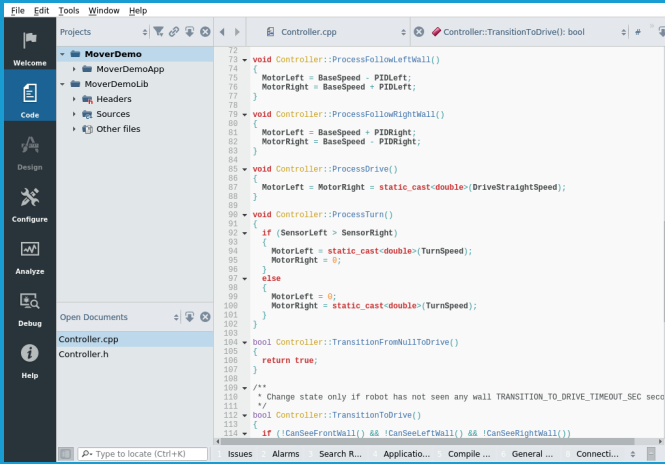 File Edit Tools Window Help
Projects
Controller.cpp
Controller::TransitionToDrive(): bool
#
Welcome
Code
Design
Configure
Analyze
Debug
Help
MoverDemo
MoverDemoApp
MoverDemoLib
Headers
Sources
Other files
Open Documents
Controller.cpp
Controller.h
72
73 void Controller::ProcessFollowLeftWall()
74 {
75 MotorLeft = BaseSpeed - PIDLeft;
76 MotorRight = BaseSpeed + PIDLeft;
77 }
78
79 void Controller::ProcessFollowRightWall()
80 {
81 MotorLeft = BaseSpeed + PIDRight;
82 MotorRight = BaseSpeed - PIDRight;
83 }
84
85 void Controller::ProcessDrive()
86 {
87 MotorLeft = MotorRight = static_cast<double>(DriveStraightSpeed);
88 }
89
90 void Controller::ProcessTurn()
91 {
92 if (SensorLeft > SensorRight)
93 {
94 MotorLeft = static_cast<double>(TurnSpeed);
95 MotorRight = 0;
96 }
97 else
98 {
99 MotorLeft = 0;
100 MotorRight = static_cast<double>(TurnSpeed);
101 }
102 }
103
104 bool Controller::TransitionFromNullToDrive()
105 {
106 return true;
107 }
108
109 /**
110 * Change state only if robot has not seen any wall TRANSITION_TO_DRIVE_TIMEOUT_SEC seco
111 */
112 bool Controller::TransitionToDrive()
113 {
114 if (!CanSeeFrontWall() && !CanSeeLeftWall() && !CanSeeRightWall())
Type to locate (Ctrl+K)
1 Issues 2 Alarms 3 Search R... 4 Applicatio... 5 Compile ... 6 General ... 8 Connecti...